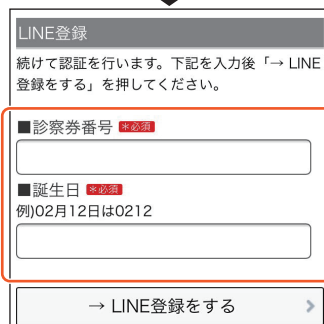 LINE登録
続けて認証を行います。下記を入力後「→ LINE
登録をする」を押してください。
■診察券番号 *必須
■誕生日 *必須
例)02月12日は0212
→ LINE登録をする